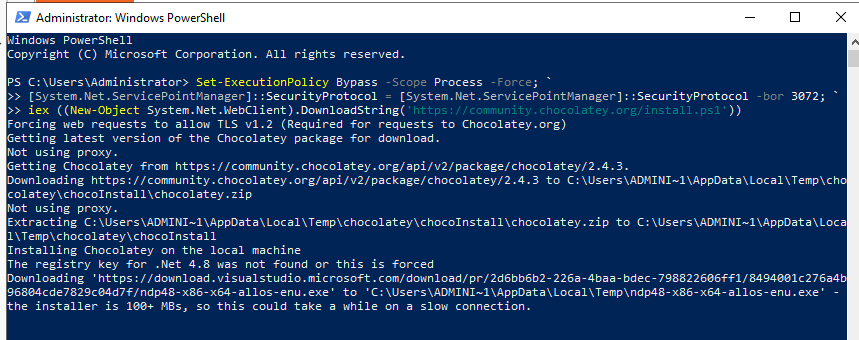 Administrator: Windows PowerShell
Windows PowerShell
Copyright (C) Microsoft Corporation. All rights reserved.
PS C:\Users\Administrator> Set-ExecutionPolicy Bypass -Scope Process -Force; `
>> [System.Net.ServicePointManager]::SecurityProtocol = [System.Net.ServicePointManager]::SecurityProtocol -bor 3072; `
>> iex ((New-Object System.Net.WebClient).DownloadString('https://community.chocolatey.org/install.ps1'))
Forcing web requests to allow TLS v1.2 (Required for requests to Chocolatey.org)
Getting latest version of the Chocolatey package for download.
Not using proxy.
Getting Chocolatey from https://community.chocolatey.org/api/v2/package/chocolatey/2.4.3.
Downloading https://community.chocolatey.org/api/v2/package/chocolatey/2.4.3 to C:\Users\ADMINI~1\AppData\Local\Temp\cho
colatey\chocoInstall\chocolatey.zip
Not using proxy.
Extracting C:\Users\ADMINI~1\AppData\Local\Temp\chocolatey\chocoInstall\chocolatey.zip to C:\Users\ADMINI~1\AppData\Loca
l\Temp\chocolatey\chocoInstall
Installing Chocolatey on the local machine
The registry key for .Net 4.8 was not found or this is forced
Downloading 'https://download.visualstudio.microsoft.com/download/pr/2d6bb6b2-226a-4baa-bdec-798822606ff1/8494001c276a4b
96804cde7829c04d7f/ndp48-x86-x64-allos-enu.exe' to 'C:\Users\ADMINI~1\AppData\Local\Temp\ndp48-x86-x64-allos-enu.exe' -
the installer is 100+ MBs, so this could take a while on a slow connection.